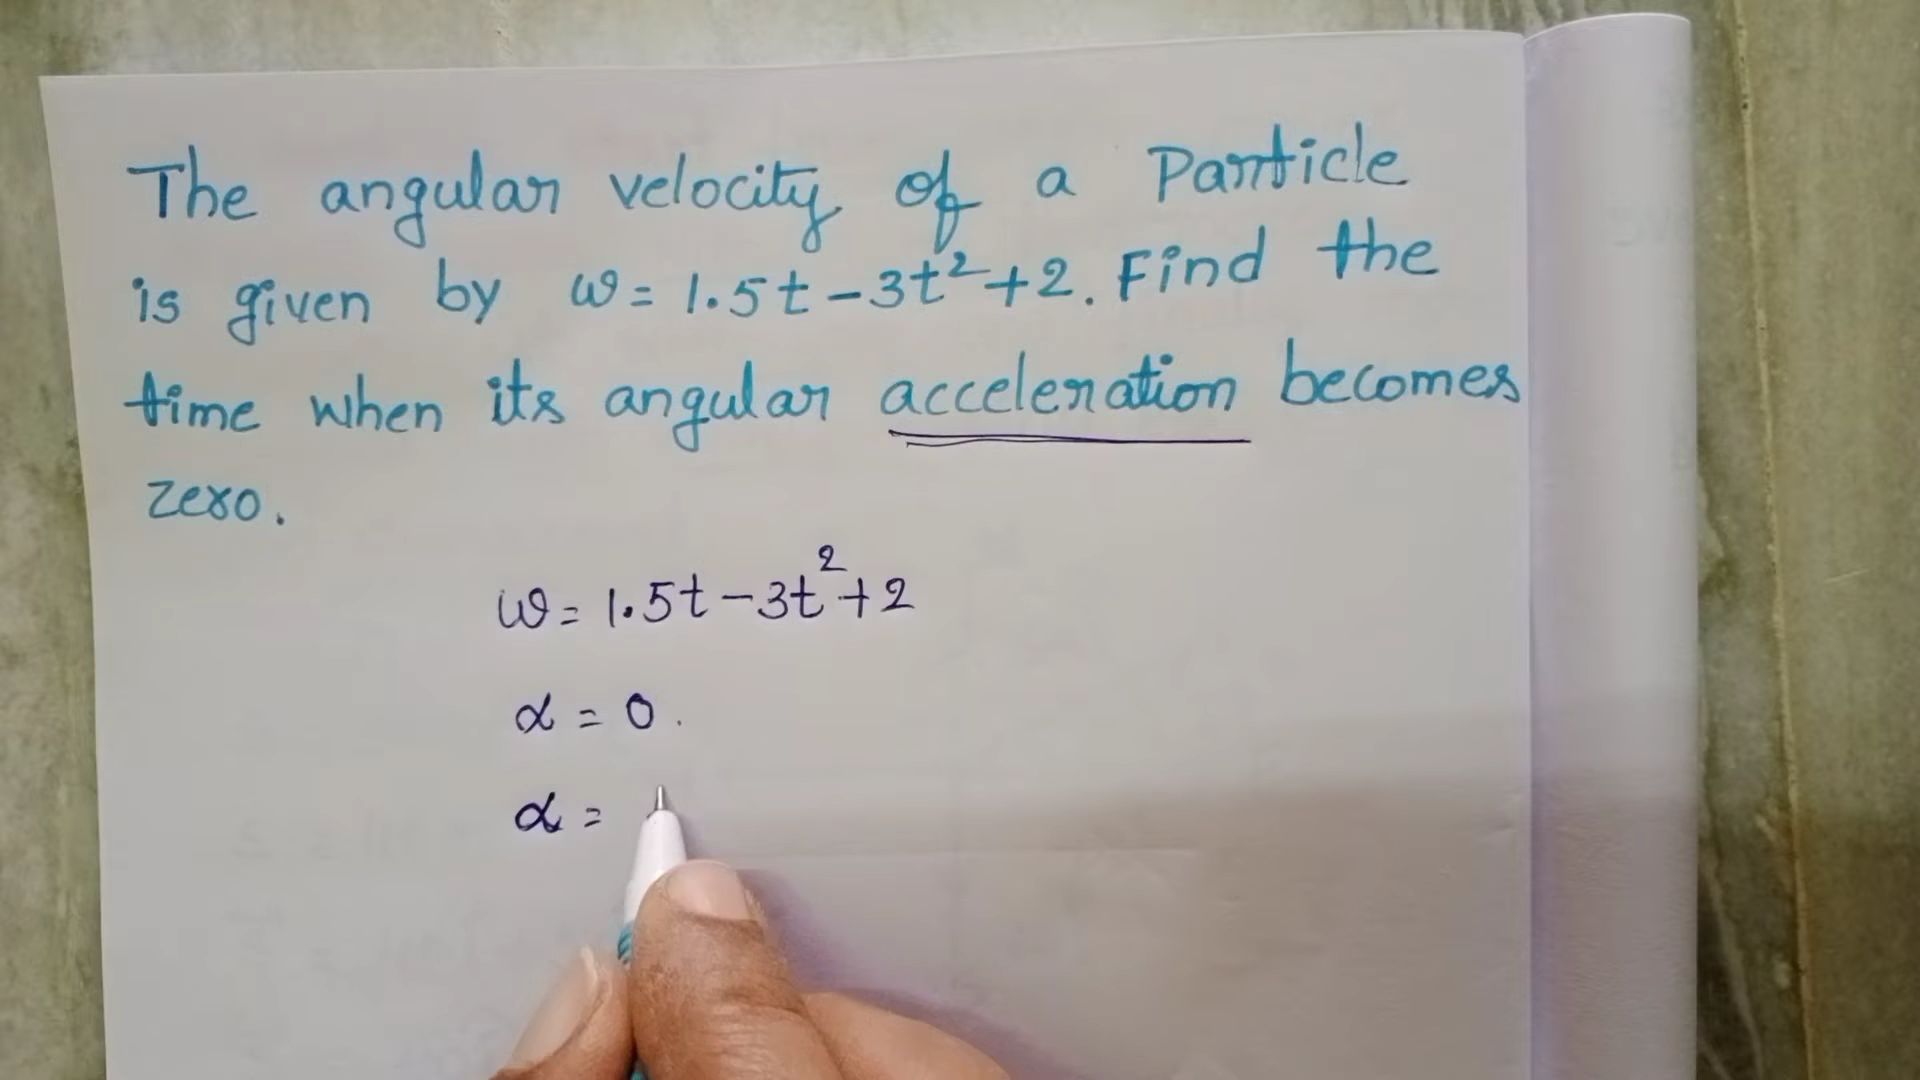 The angular velocity of a Particle
is given by ω = 1.5t - 3t² + 2. Find the
time when its angular acceleration becomes
zero.
ω = 1.5t - 3t² + 2
α = 0.
α =